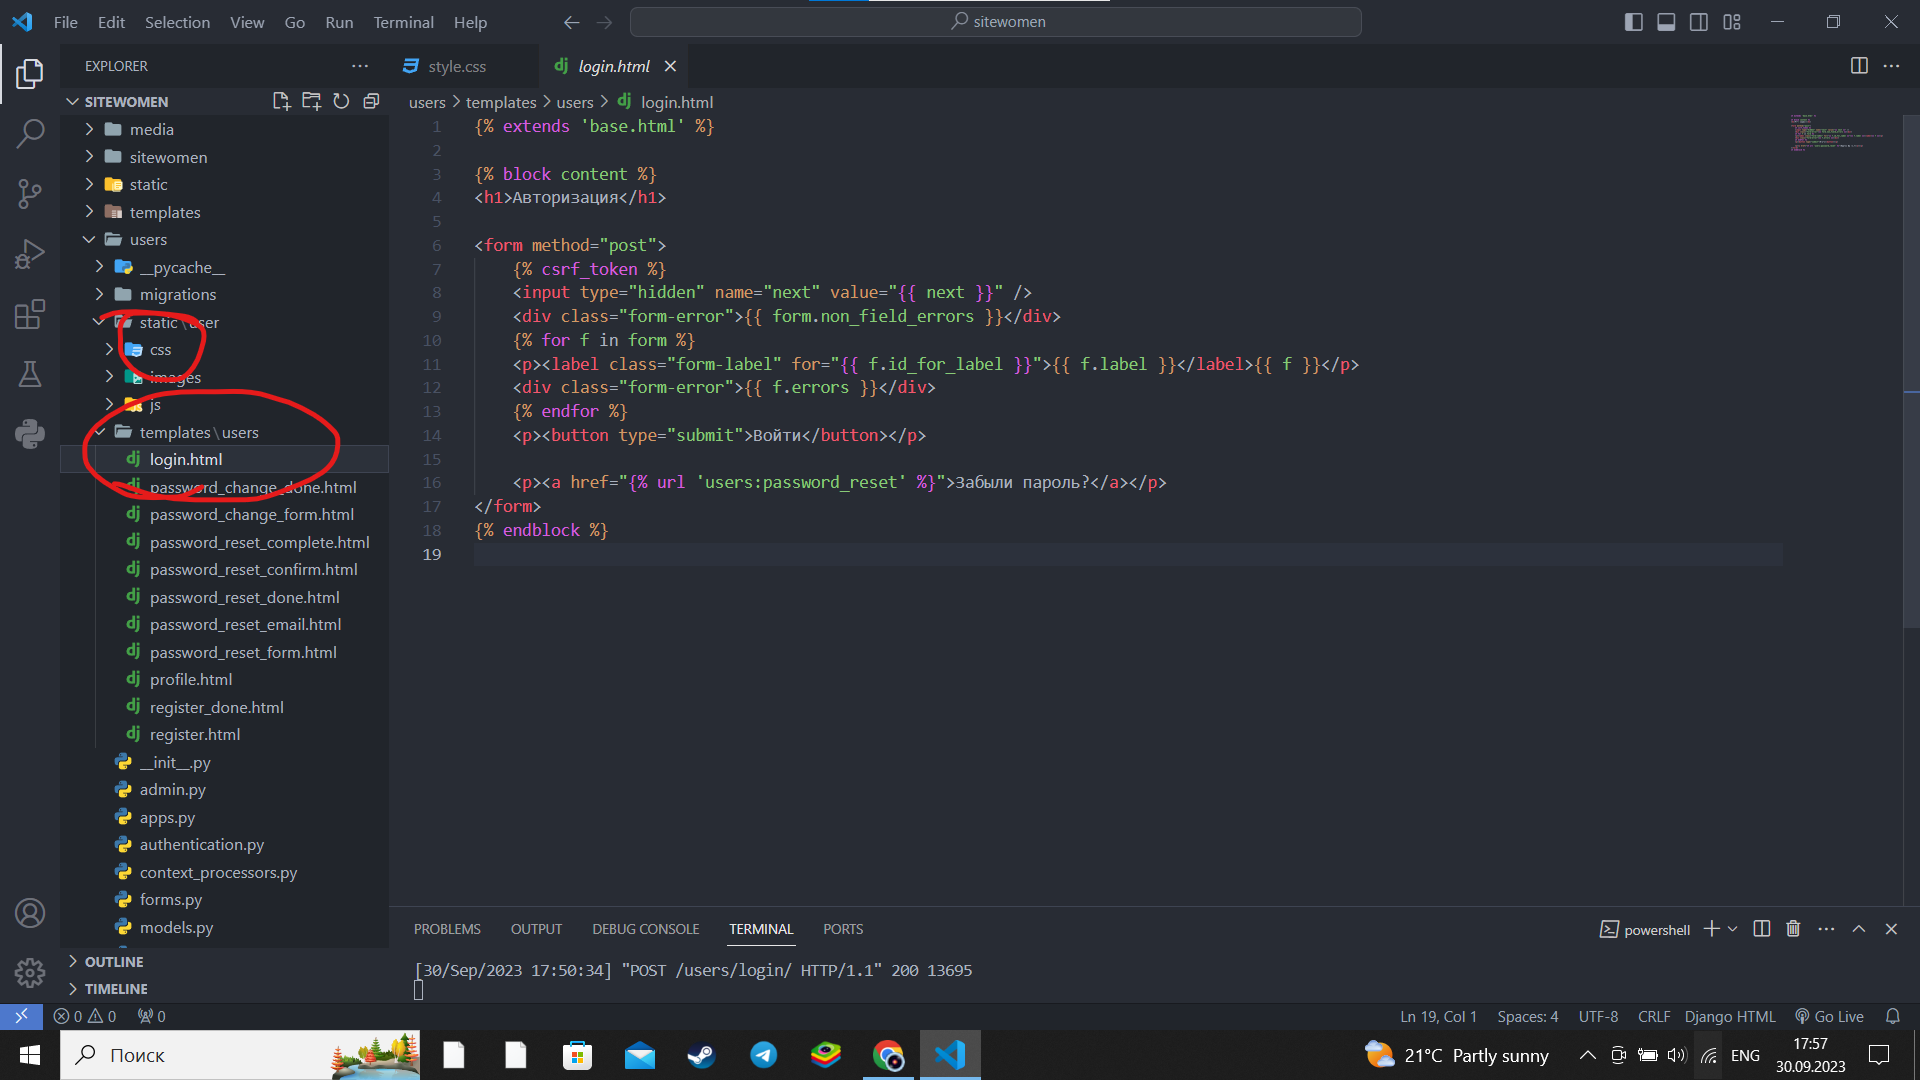 File Edit Selection View Go Run Terminal Help
sitewomen
EXPLORER
style.css
login.html
SITEWOMEN
users > templates > users > login.html
media
sitewomen
static
templates
users
__pycache__
migrations
static\user
css
images
js
templates\users
login.html
password_change_done.html
password_change_form.html
password_reset_complete.html
password_reset_confirm.html
password_reset_done.html
password_reset_email.html
password_reset_form.html
profile.html
register_done.html
register.html
__init__.py
admin.py
apps.py
authentication.py
context_processors.py
forms.py
models.py
OUTLINE
TIMELINE
1 {% extends 'base.html' %}
2
3 {% block content %}
4 <h1>Авторизация</h1>
5
6 <form method="post">
7 {% csrf_token %}
8 <input type="hidden" name="next" value="{{ next }}" />
9 <div class="form-error">{{ form.non_field_errors }}</div>
10 {% for f in form %}
11 <p><label class="form-label" for="{{ f.id_for_label }}">{{ f.label }}</label>{{ f }}</p>
12 <div class="form-error">{{ f.errors }}</div>
13 {% endfor %}
14 <p><button type="submit">Войти</button></p>
15
16 <p><a href="{% url 'users:password_reset' %}">Забыли пароль?</a></p>
17 </form>
18 {% endblock %}
19
PROBLEMS OUTPUT DEBUG CONSOLE TERMINAL PORTS
powershell
[30/Sep/2023 17:50:34] "POST /users/login/ HTTP/1.1" 200 13695
0 0 0
Ln 19, Col 1 Spaces: 4 UTF-8 CRLF Django HTML Go Live
Поиск
21°C Partly sunny
ENG
17:57
30.09.2023